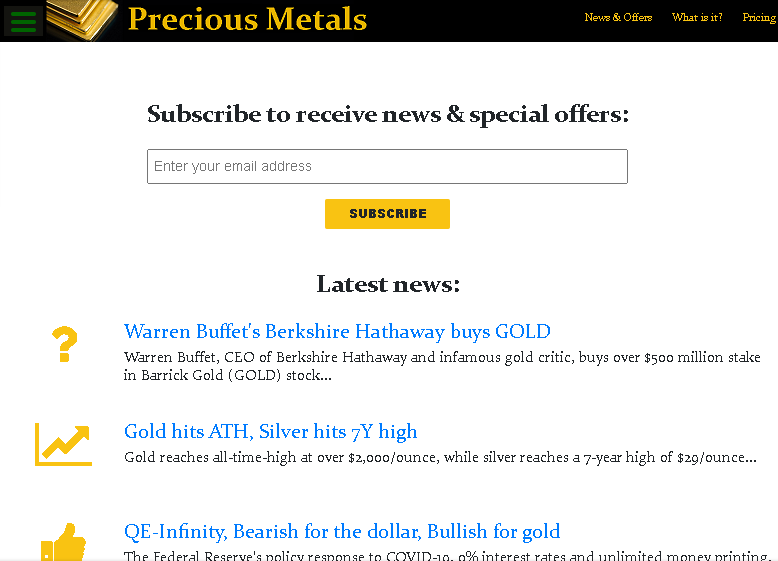 Precious Metals
News & Offers What is it? Pricing
Subscribe to receive news & special offers:
Enter your email address
SUBSCRIBE
Latest news:
Warren Buffet's Berkshire Hathaway buys GOLD
Warren Buffet, CEO of Berkshire Hathaway and infamous gold critic, buys over $500 million stake
in Barrick Gold (GOLD) stock...
Gold hits ATH, Silver hits 7Y high
Gold reaches all-time-high at over $2,000/ounce, while silver reaches a 7-year high of $29/ounce...
QE-Infinity, Bearish for the dollar, Bullish for gold
The Federal Reserve's policy response to COVID-19, 0% interest rates and unlimited money printing,